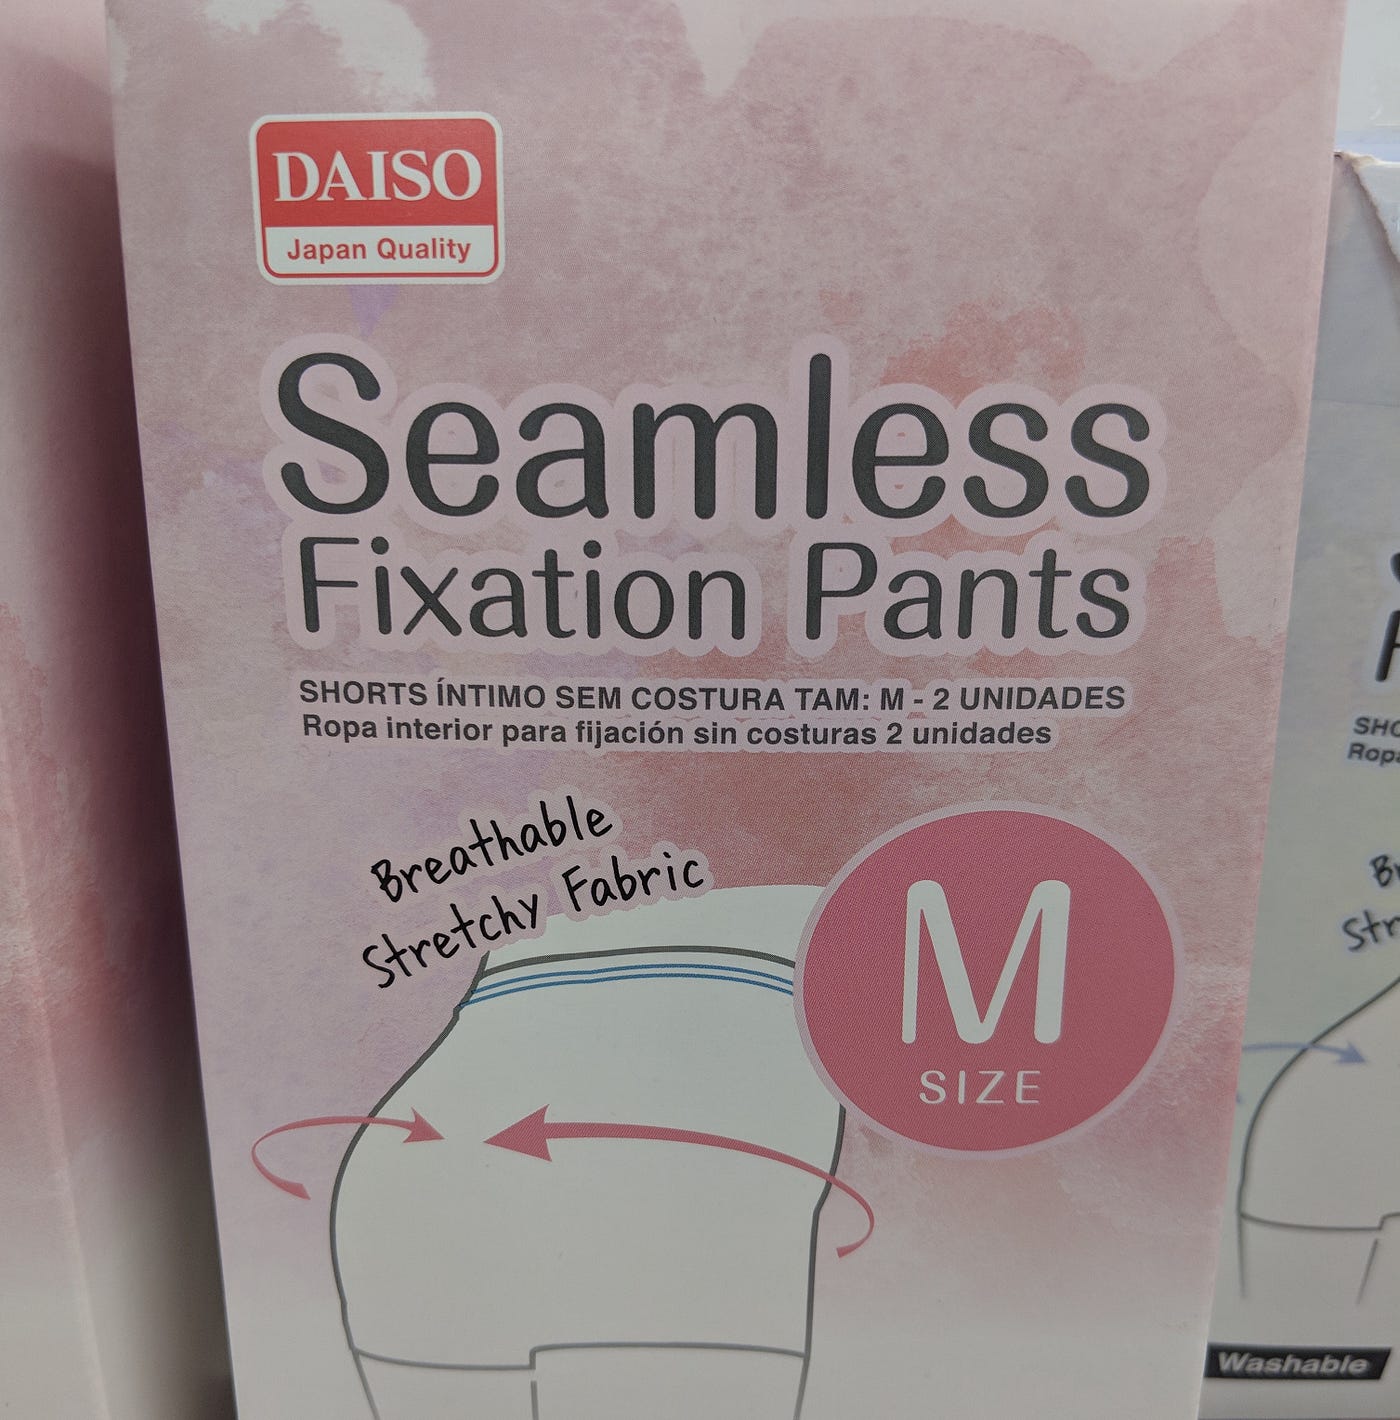 DAISO
Japan Quality
Seamless
Fixation Pants
SHORTS ÍNTIMO SEM COSTURA TAM: M - 2 UNIDADES
Ropa interior para fijación sin costuras 2 unidades
Breathable
Stretchy Fabric
M
SIZE
Washable